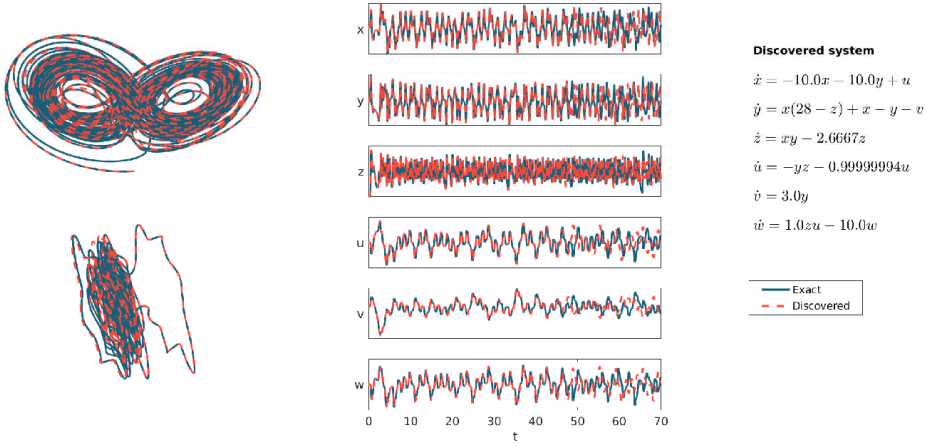 x
y
z
u
v
w
0 10 20 30 40 50 60 70
t
Discovered system
ẋ = −10.0x − 10.0y + u
ẏ = x(28 − z) + x − y − v
ż = xy − 2.6667z
u̇ = −yz − 0.99999994u
v̇ = 3.0y
ẇ = 1.0zu − 10.0w
Exact
Discovered